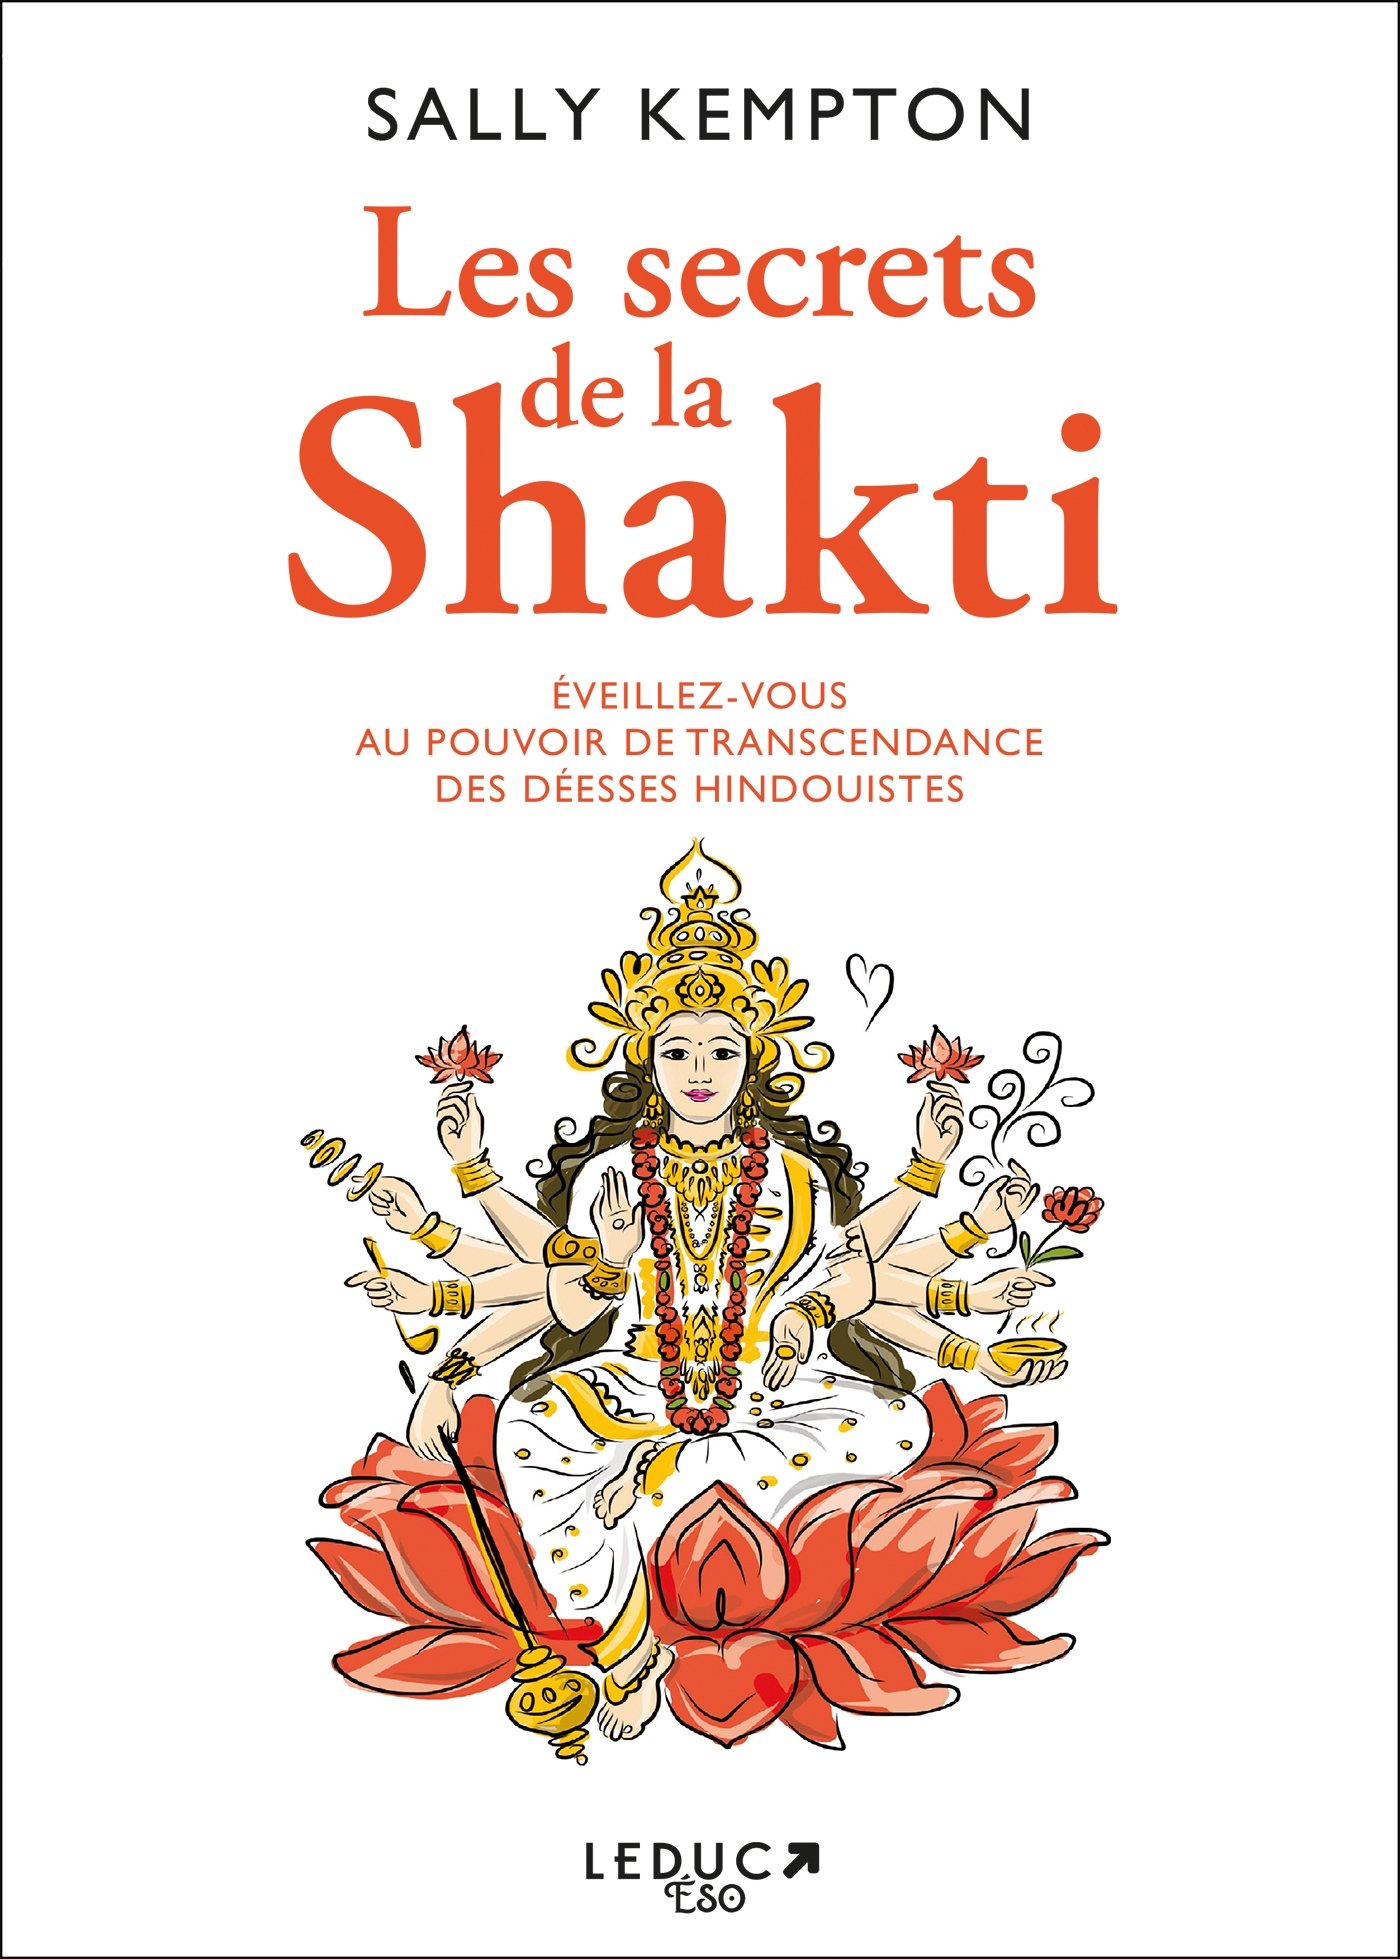 SALLY KEMPTON
Les secrets
de la
Shakti
ÉVEILLEZ-VOUS
AU POUVOIR DE TRANSCENDANCE
DES DÉESSES HINDOUISTES
LEDUC
ÉSO